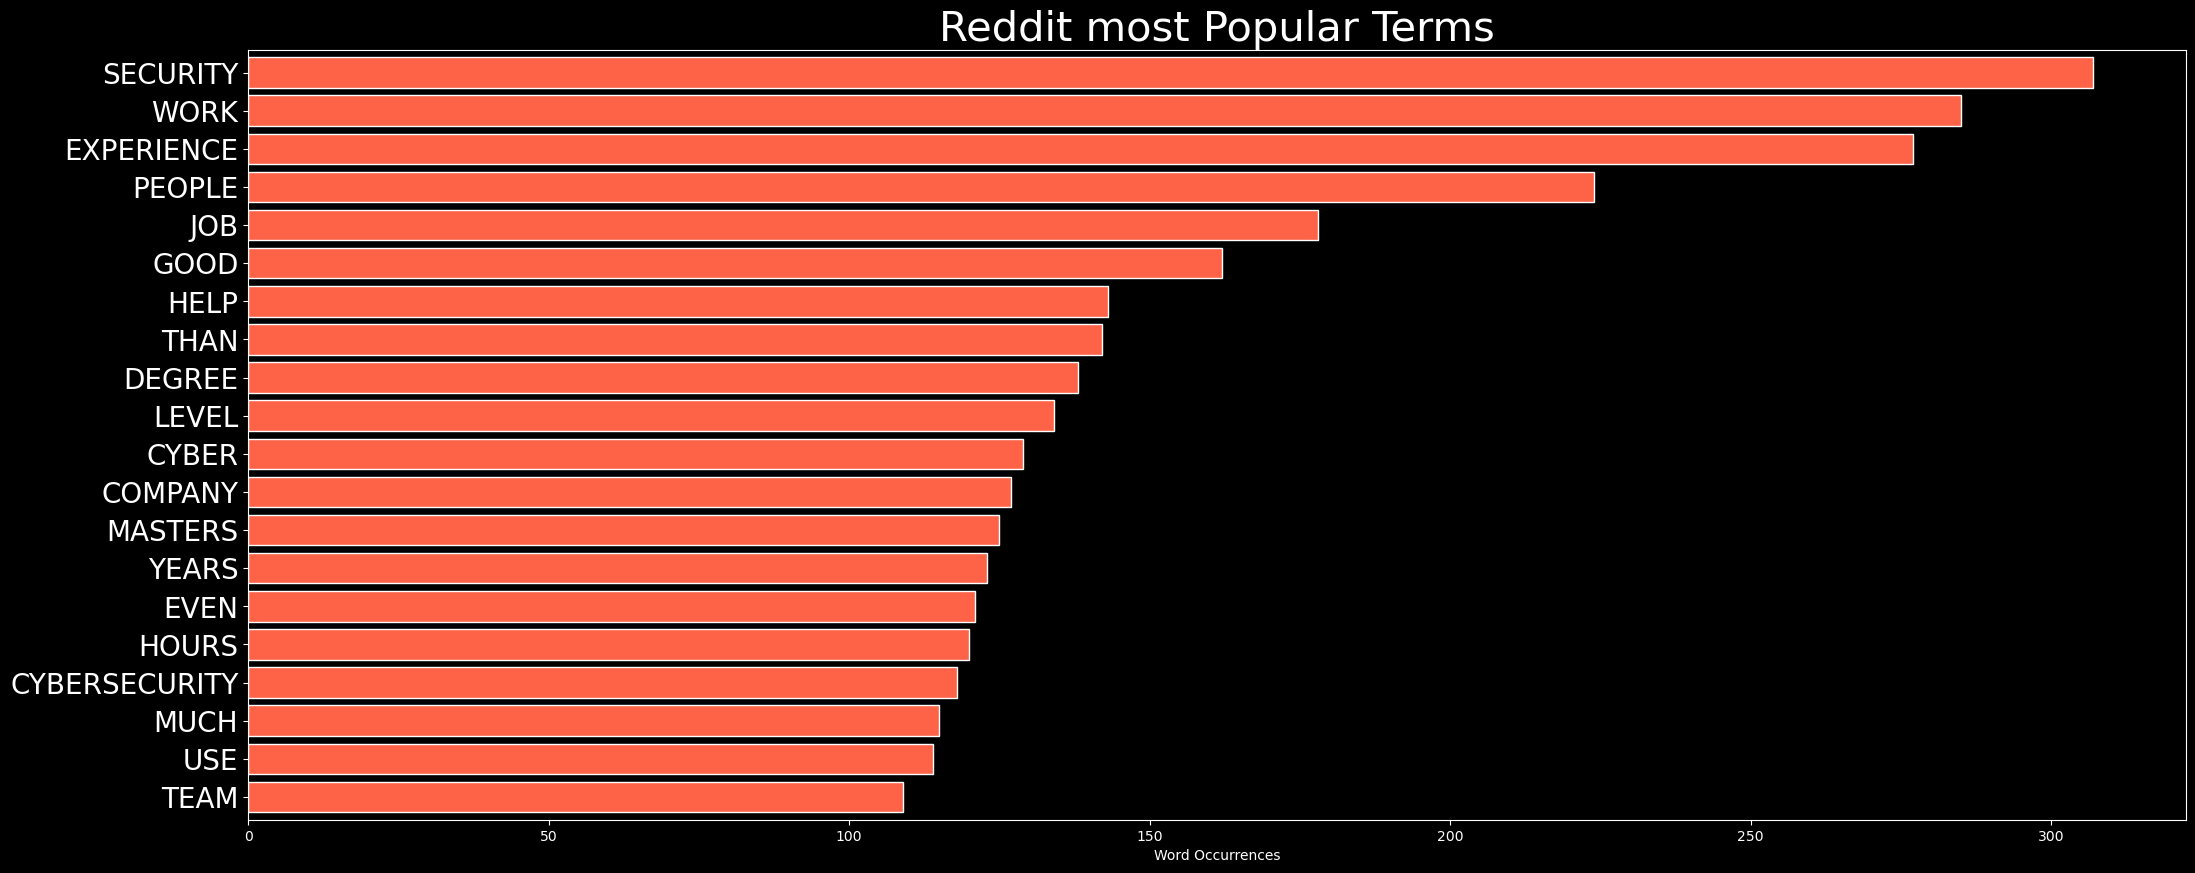 Reddit most Popular Terms
SECURITY
WORK
EXPERIENCE
PEOPLE
JOB
GOOD
HELP
THAN
DEGREE
LEVEL
CYBER
COMPANY
MASTERS
YEARS
EVEN
HOURS
CYBERSECURITY
MUCH
USE
TEAM
0 50 100 150 200 250 300
Word Occurrences